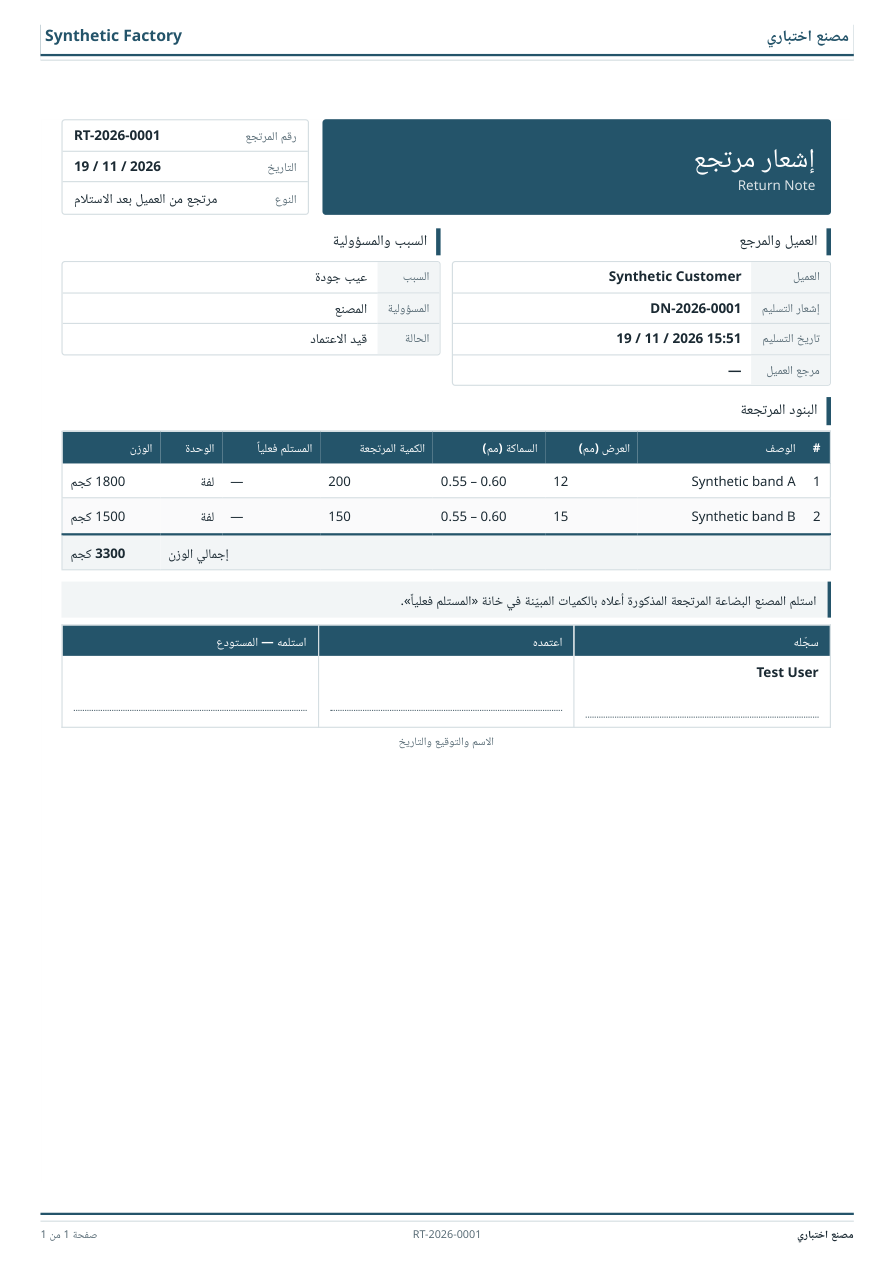 مصنع اختباري Synthetic Factory
إشعار مرتجع
Return Note
رقم المرتجع RT-2026-0001
التاريخ 19 / 11 / 2026
النوع مرتجع من العميل بعد الاستلام
العميل والمرجع
العميل Synthetic Customer
إشعار التسليم DN-2026-0001
تاريخ التسليم 19 / 11 / 2026 15:51
مرجع العميل —
السبب والمسؤولية
السبب عيب جودة
المسؤولية المصنع
الحالة قيد الاعتماد
البنود المرتجعة
# الوصف العرض (مم) السماكة (مم) الكمية المرتجعة المستلم فعلياً الوحدة الوزن
1 Synthetic band A 12 0.55 – 0.60 200 — لفة 1800 كجم
2 Synthetic band B 15 0.55 – 0.60 150 — لفة 1500 كجم
إجمالي الوزن 3300 كجم
استلم المصنع البضاعة المرتجعة المذكورة أعلاه بالكميات المبيّنة في خانة «المستلم فعلياً».
سجّله اعتمده استلمه — المستودع
Test User
الاسم والتوقيع والتاريخ
مصنع اختباري RT-2026-0001 صفحة 1 من 1